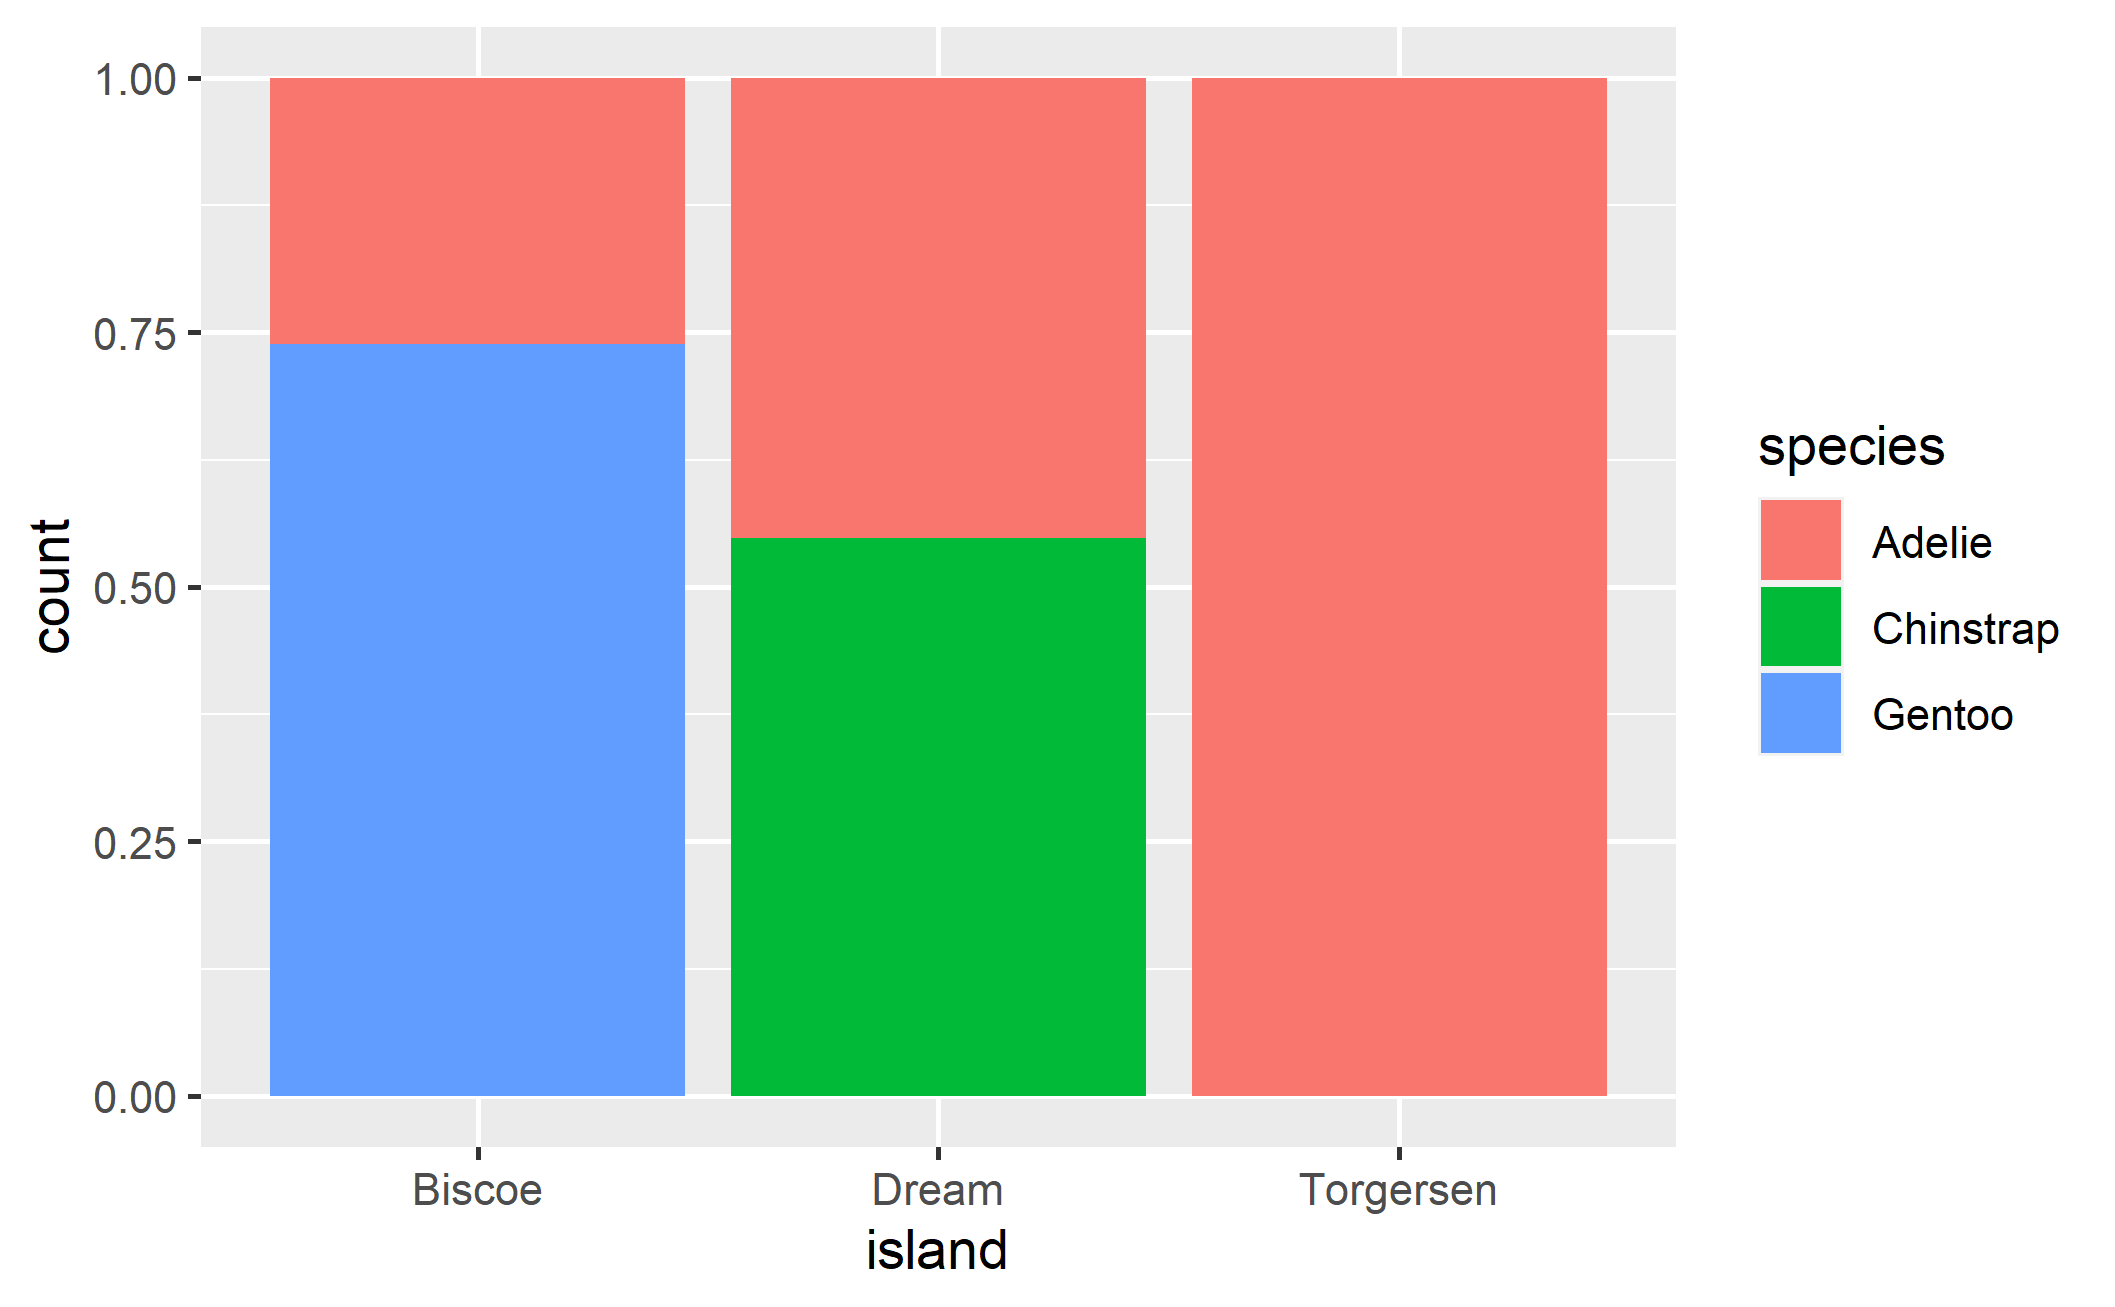 1.00
0.75
0.50
0.25
0.00
count
Biscoe
Dream
Torgersen
island
species
Adelie
Chinstrap
Gentoo